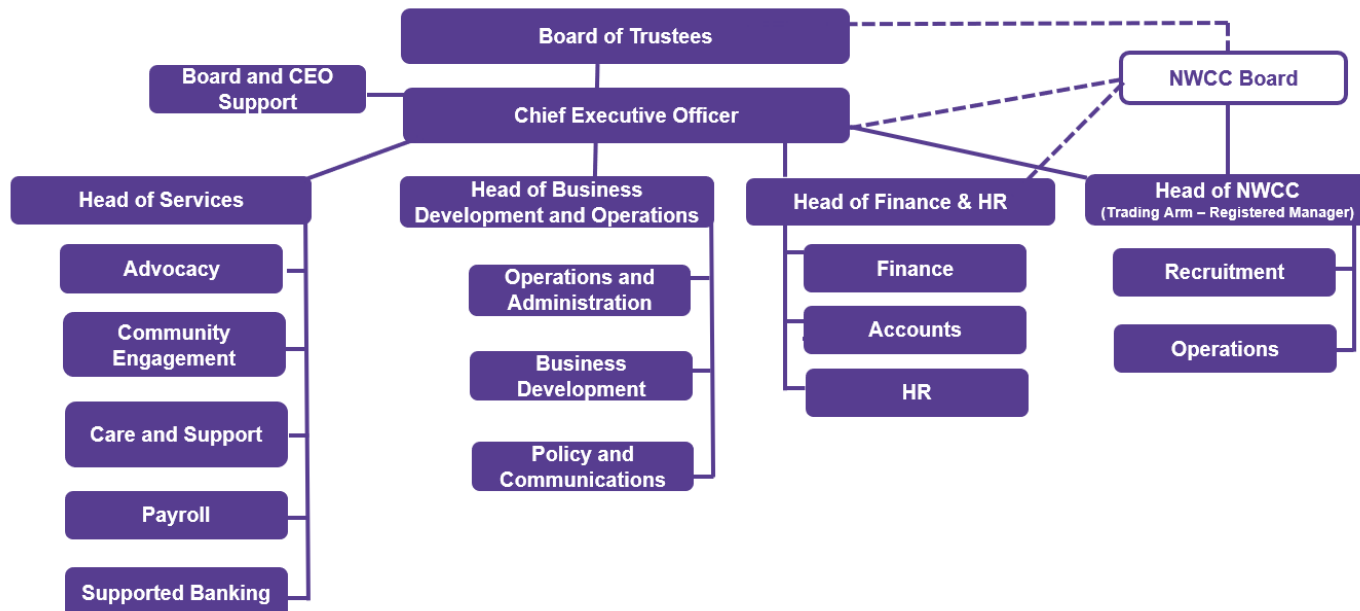 Board of Trustees
Board and CEO
Support
NWCC Board
Chief Executive Officer
Head of Services
Head of Business
Development and Operations
Head of Finance & HR
Head of NWCC
(Trading Arm – Registered Manager)
Advocacy
Community
Engagement
Care and Support
Payroll
Supported Banking
Operations and
Administration
Business
Development
Policy and
Communications
Finance
Accounts
HR
Recruitment
Operations